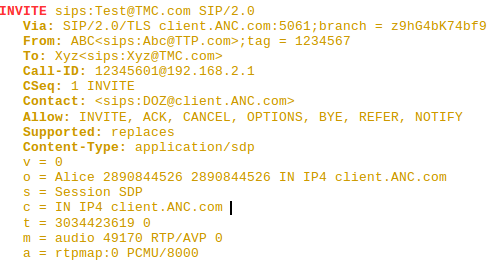 INVITE sips:Test@TMC.com SIP/2.0
Via: SIP/2.0/TLS client.ANC.com:5061;branch = z9hG4bK74bf9
From: ABC<sips:Abc@TTP.com>;tag = 1234567
To: Xyz<sips:Xyz@TMC.com>
Call-ID: 12345601@192.168.2.1
CSeq: 1 INVITE
Contact: <sips:DOZ@client.ANC.com>
Allow: INVITE, ACK, CANCEL, OPTIONS, BYE, REFER, NOTIFY
Supported: replaces
Content-Type: application/sdp
v = 0
o = Alice 2890844526 2890844526 IN IP4 client.ANC.com
s = Session SDP
c = IN IP4 client.ANC.com
t = 3034423619 0
m = audio 49170 RTP/AVP 0
a = rtpmap:0 PCMU/8000